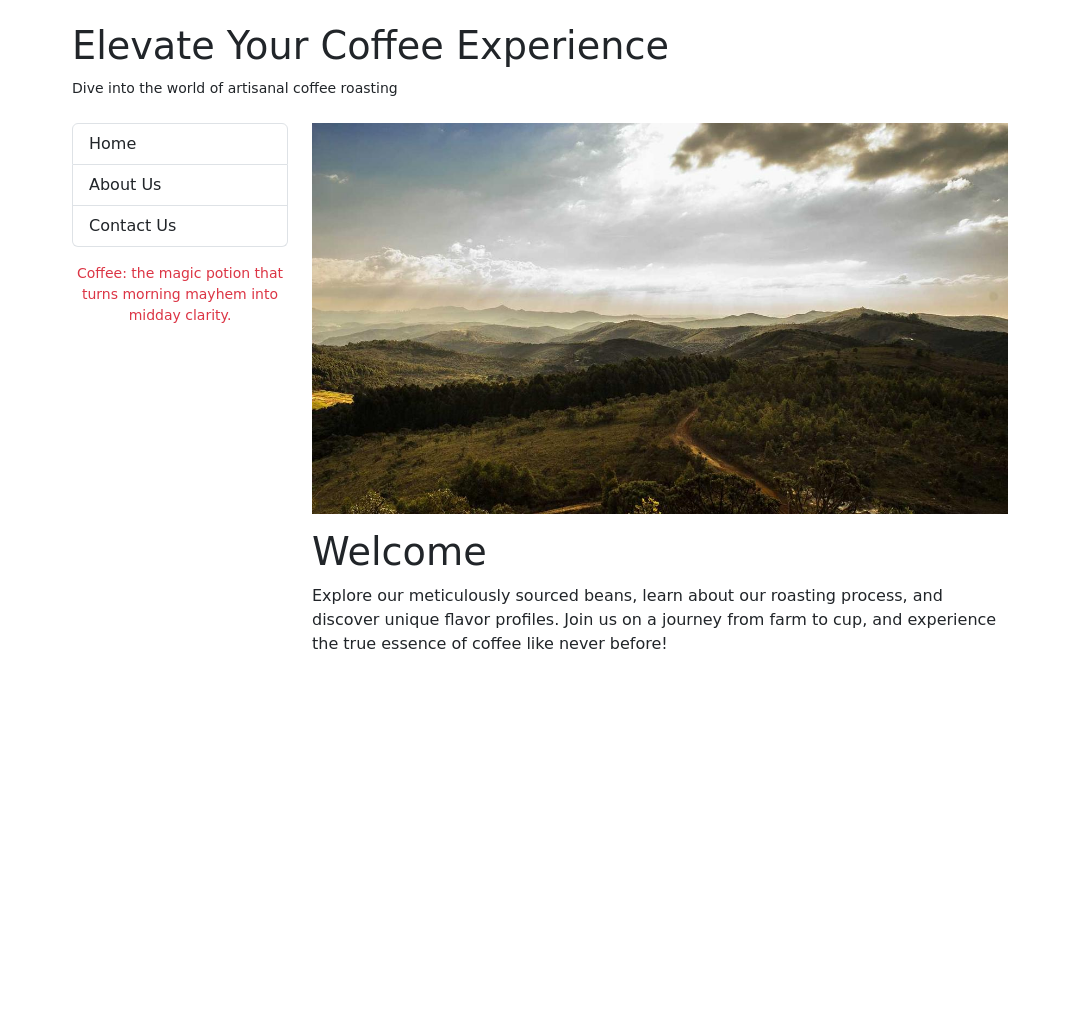 Elevate Your Coffee Experience
Dive into the world of artisanal coffee roasting
Home
About Us
Contact Us
Coffee: the magic potion that
turns morning mayhem into
midday clarity.
Welcome
Explore our meticulously sourced beans, learn about our roasting process, and
discover unique flavor profiles. Join us on a journey from farm to cup, and experience
the true essence of coffee like never before!